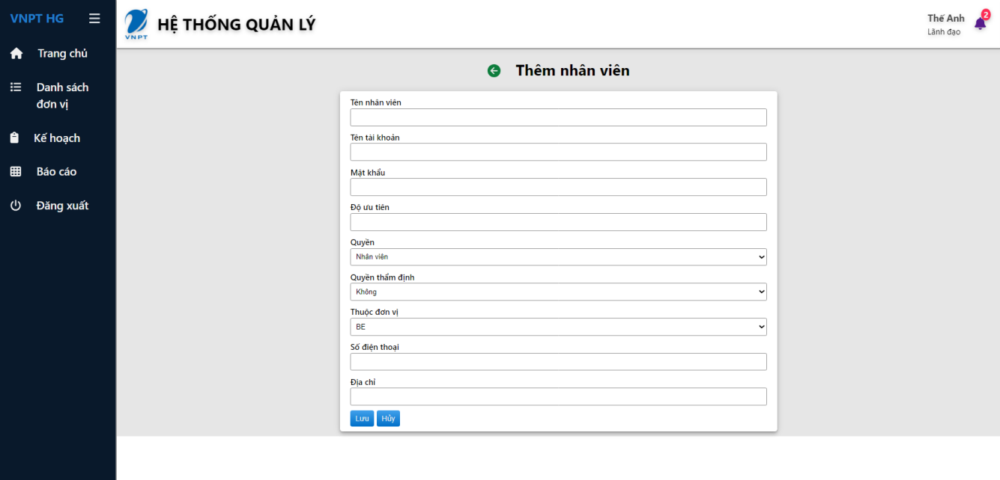 VNPT HG
Trang chủ
Danh sách
đơn vị
Kế hoạch
Báo cáo
Đăng xuất
VNPT
HỆ THỐNG QUẢN LÝ
Thế Anh
Lãnh đạo
2
Thêm nhân viên
Tên nhân viên
Tên tài khoản
Mật khẩu
Độ ưu tiên
Quyền
Nhân viên
Quyền thẩm định
Không
Thuộc đơn vị
BE
Số điện thoại
Địa chỉ
Lưu
Hủy